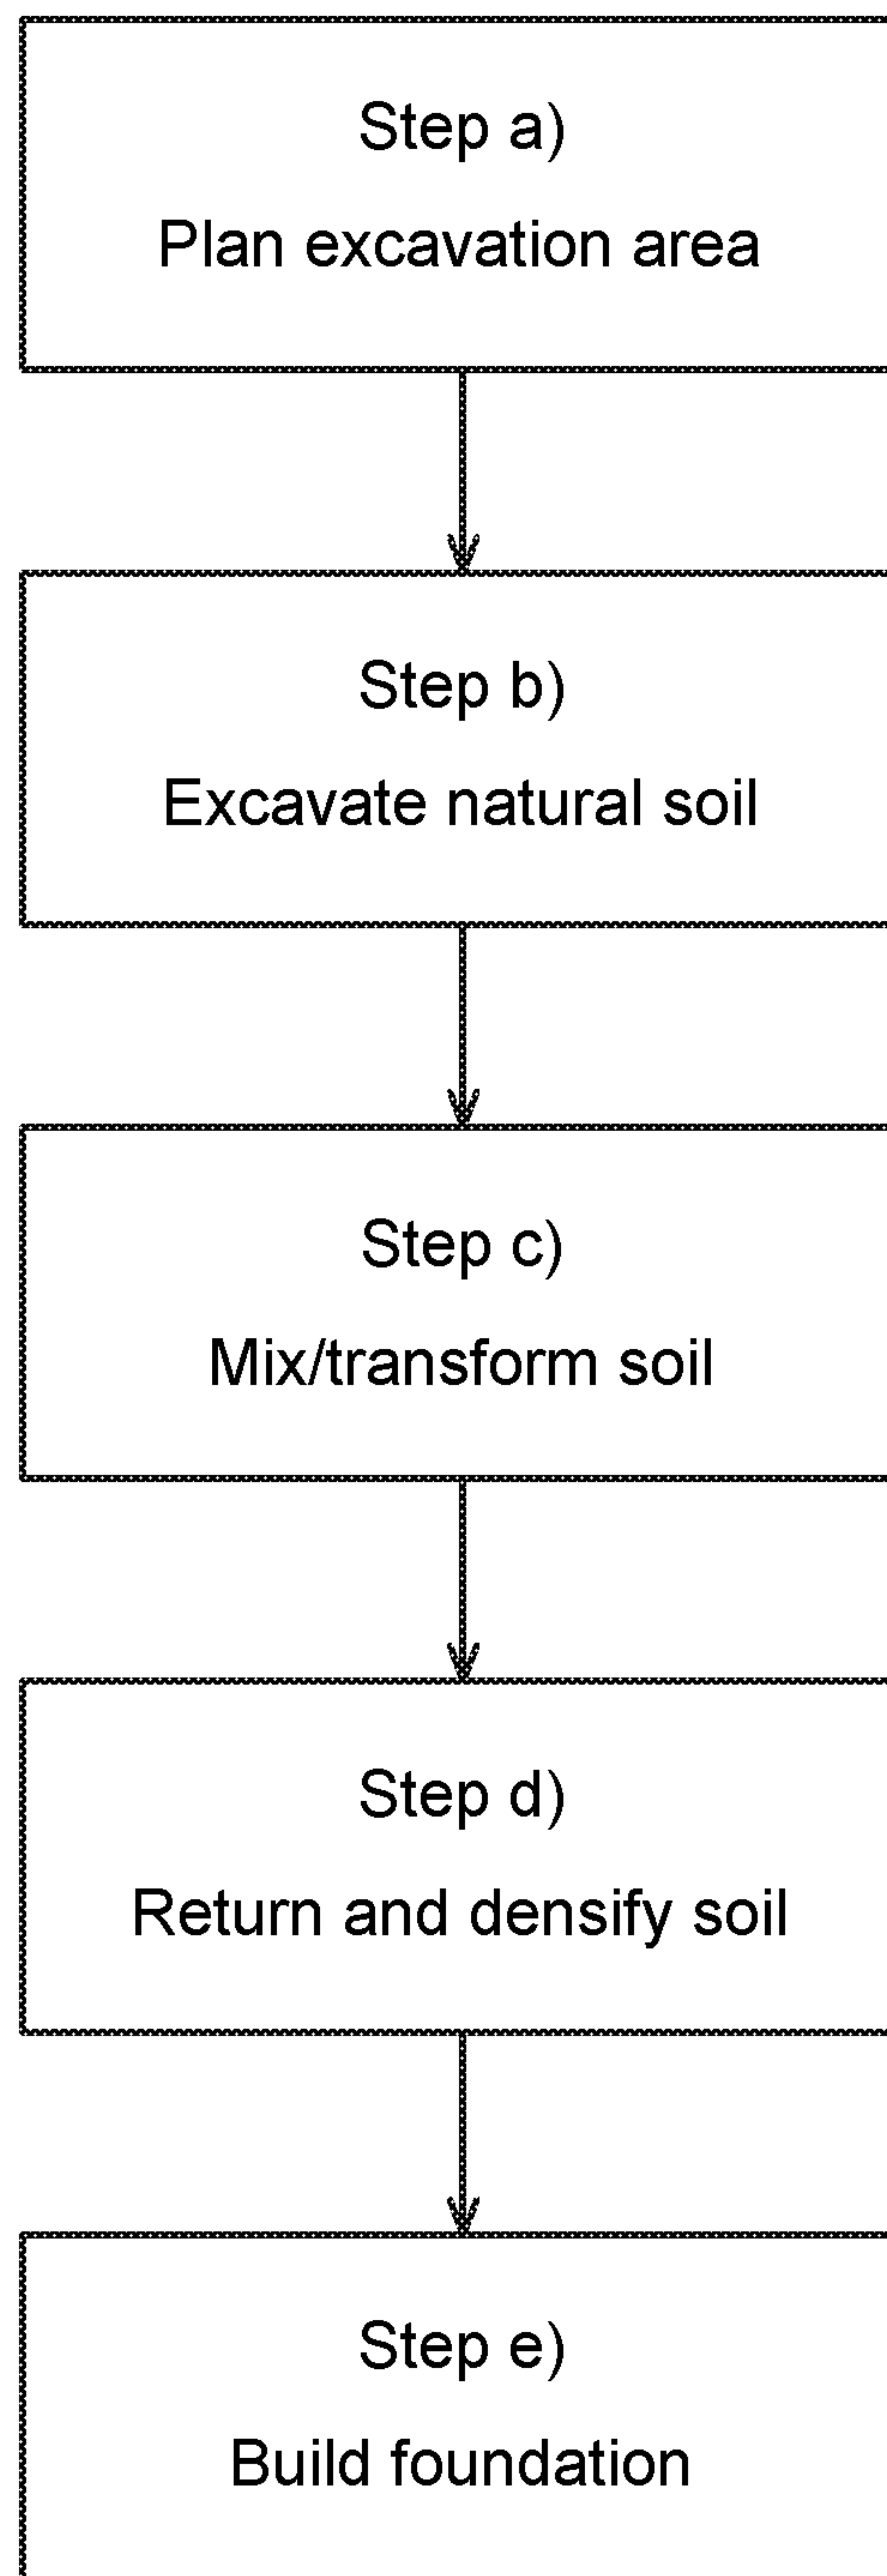 Step a)
Plan excavation area
Step b)
Excavate natural soil
Step c)
Mix/transform soil
Step d)
Return and densify soil
Step e)
Build foundation